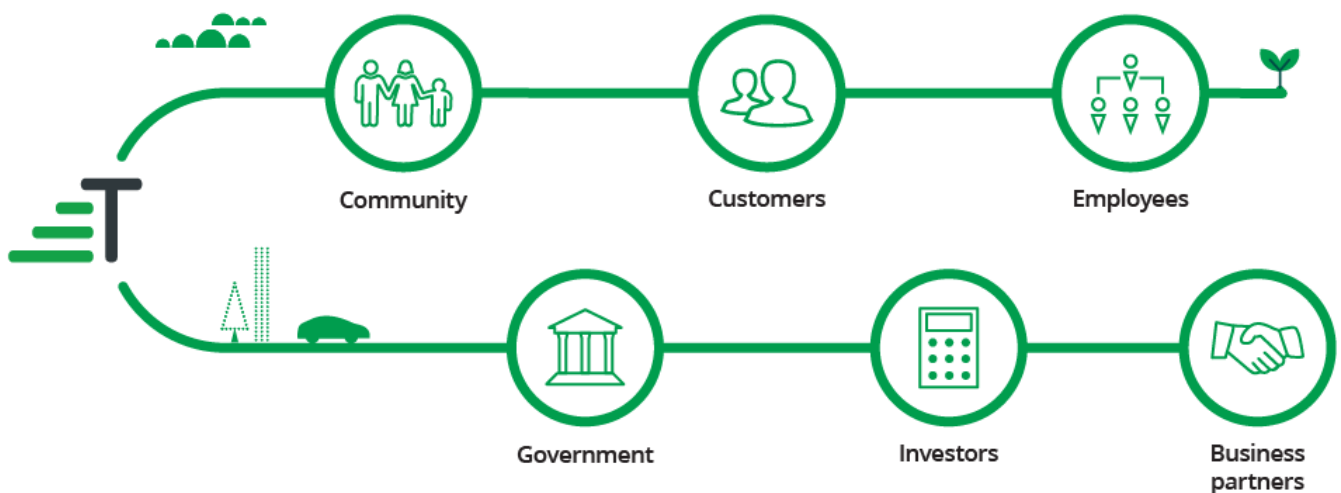 T
Community
Customers
Employees
Government
Investors
Business
partners